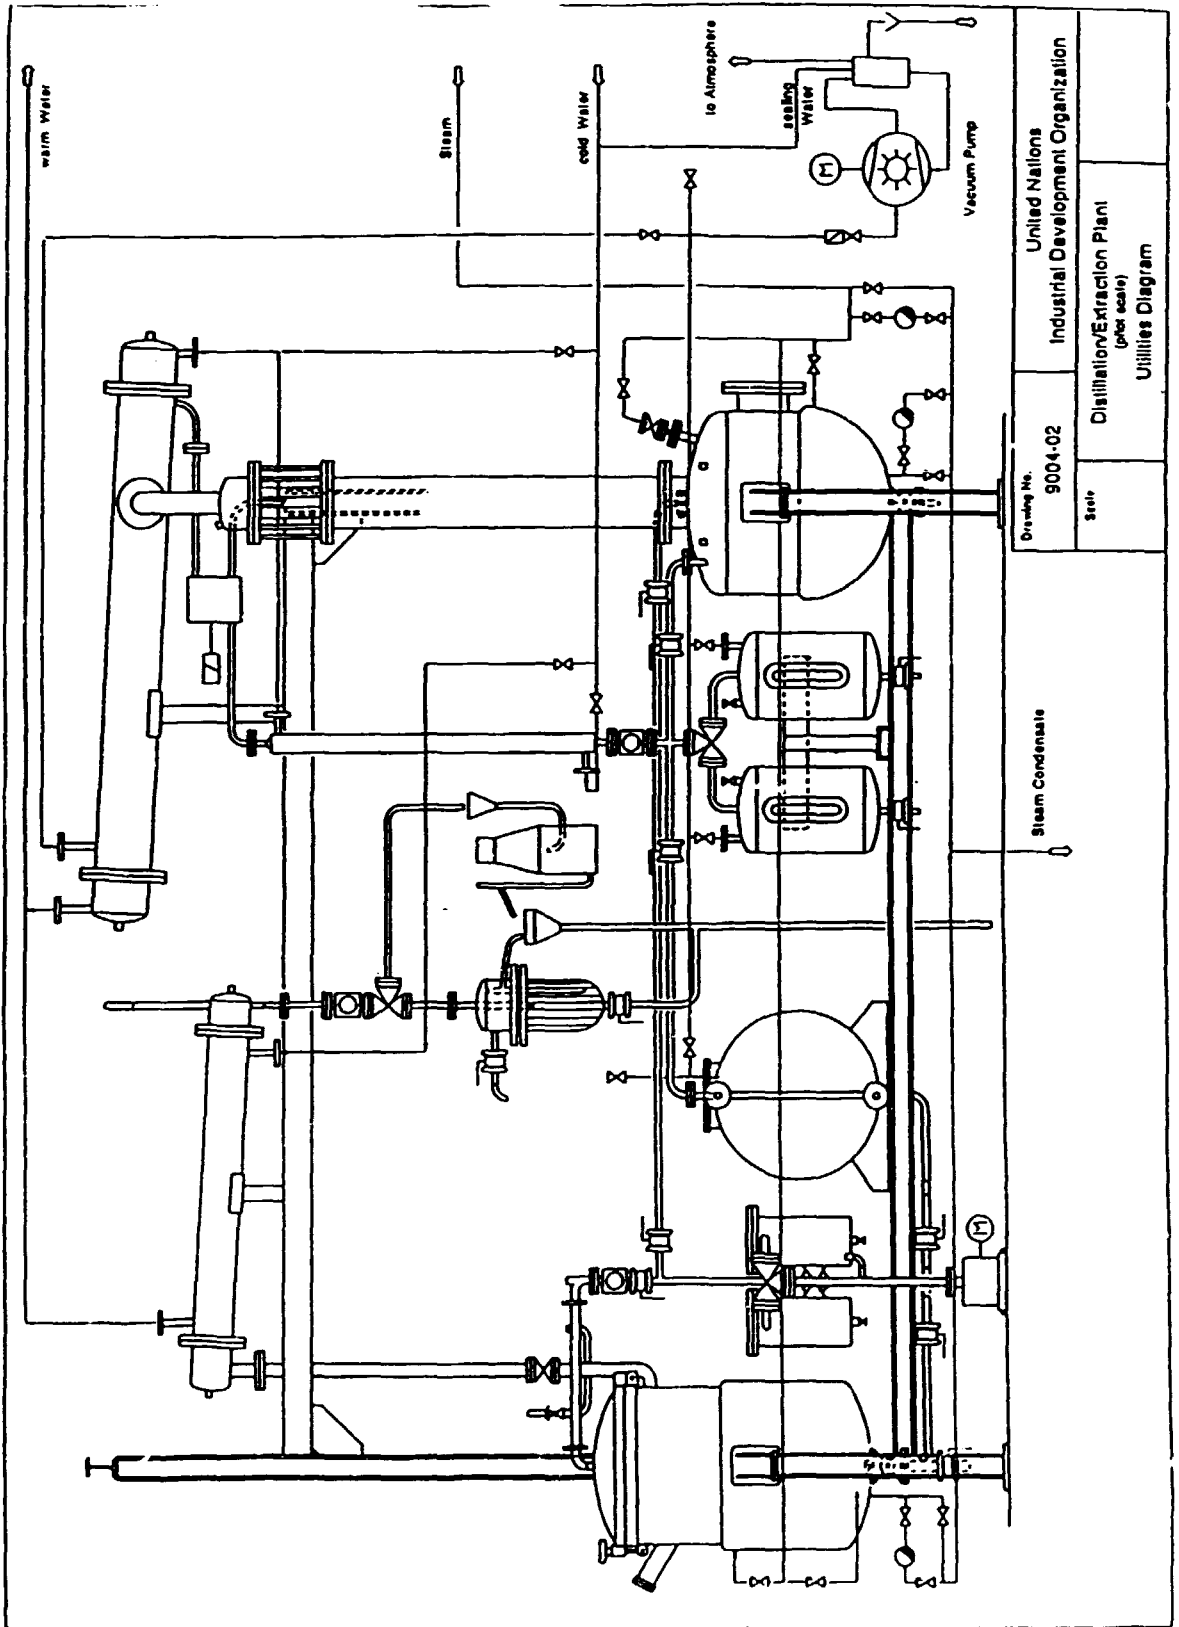 warm Water
Steam
cold Water
to Atmosphere
sealing
Water
M
Vacuum Pump
Steam Condensate
M
Drawing No.
9004-02
United Nations
Industrial Development Organization
Scale
Distillation/Extraction Plant
(pilot scale)
Utilities Diagram